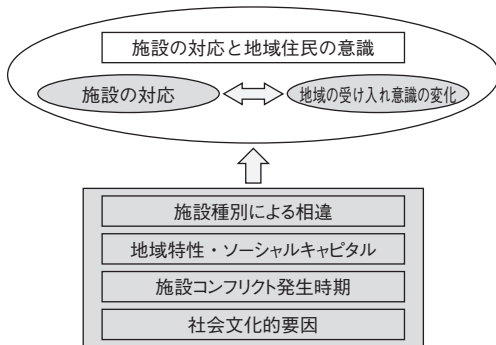 施設の対応と地域住民の意識
施設の対応
地域の受け入れ意識の変化
施設種別による相違
地域特性・ソーシャルキャピタル
施設コンフリクト発生時期
社会文化的要因